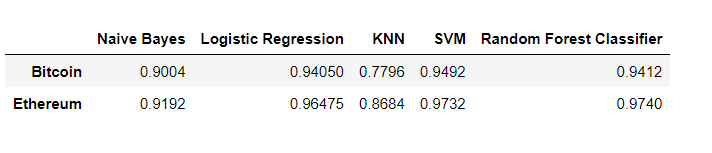 Naive Bayes Logistic Regression KNN SVM Random Forest Classifier
Bitcoin 0.9004 0.94050 0.7796 0.9492 0.9412
Ethereum 0.9192 0.96475 0.8684 0.9732 0.9740